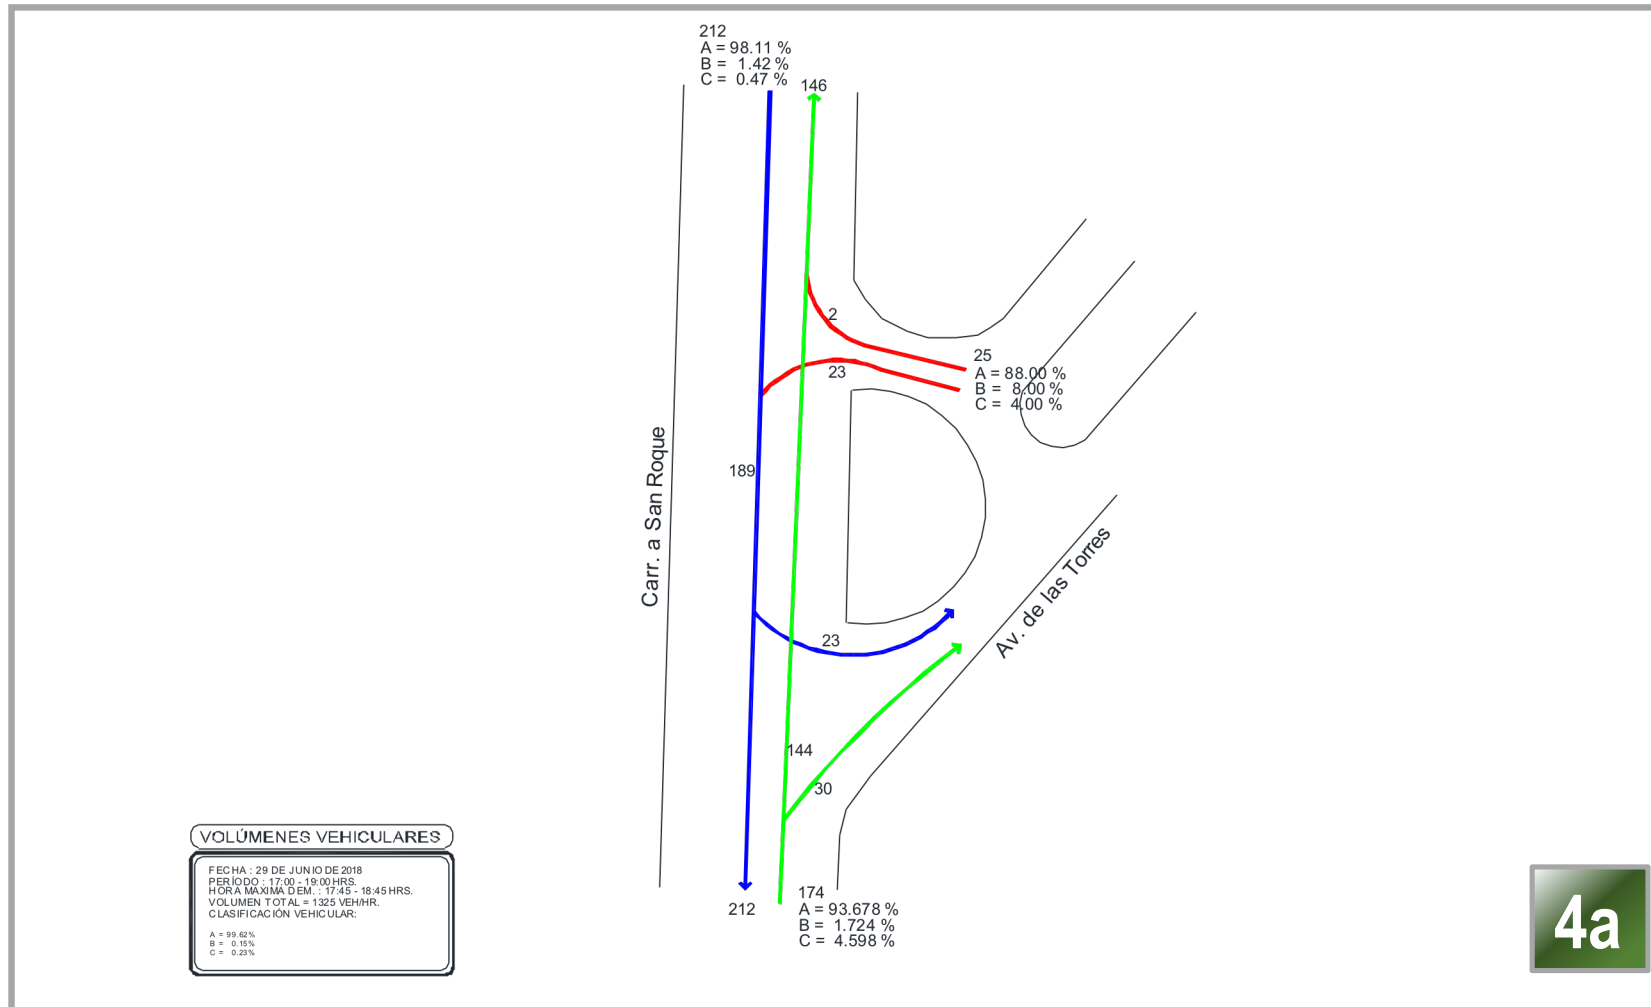 212
A = 98.11 %
B = 1.42 %
C = 0.47 %
146
2
25
23
A = 88.00 %
B = 8.00 %
C = 4.00 %
189
Carr. a San Roque
Av. de las Torres
23
144
30
VOLÚMENES VEHICULARES
FECHA : 29 DE JUNIO DE 2018
PERÍODO : 17:00 - 19:00 HRS.
HORA MAXIMA DEM. : 17:45 - 18:45 HRS.
VOLUMEN TOTAL = 1325 VEH/HR.
CLASIFICACIÓN VEHICULAR:
A = 99.62%
B = 0.15%
C = 0.23%
212
174
A = 93.678 %
B = 1.724 %
C = 4.598 %
4a